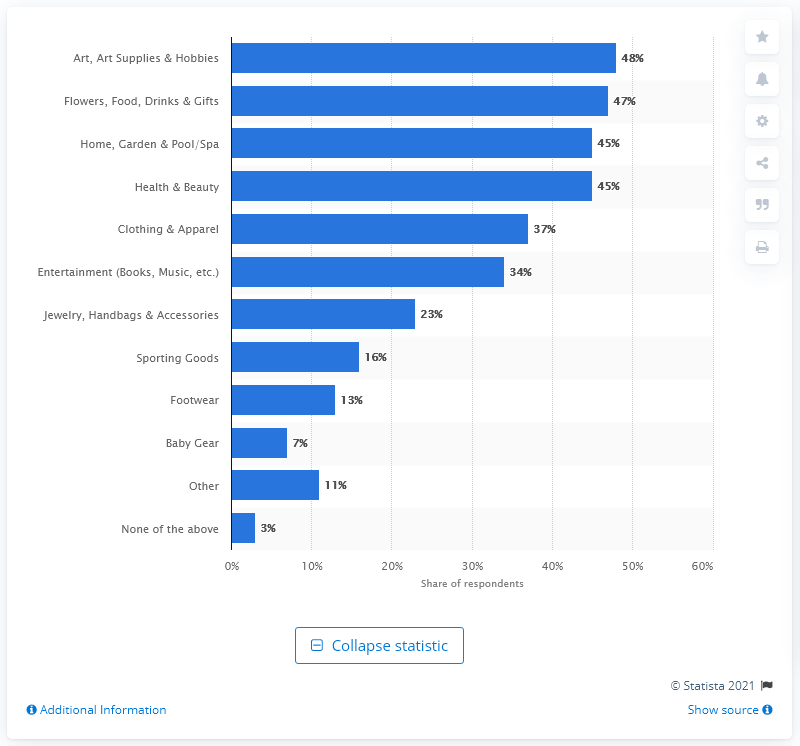 Art, Art Supplies & Hobbies 48%
Flowers, Food, Drinks & Gifts 47%
Home, Garden & Pool/Spa 45%
Health & Beauty 45%
Clothing & Apparel 37%
Entertainment (Books, Music, etc.) 34%
Jewelry, Handbags & Accessories 23%
Sporting Goods 16%
Footwear 13%
Baby Gear 7%
Other 11%
None of the above 3%
0% 10% 20% 30% 40% 50% 60%
Share of respondents
Collapse statistic
© Statista 2021
Additional Information Show source